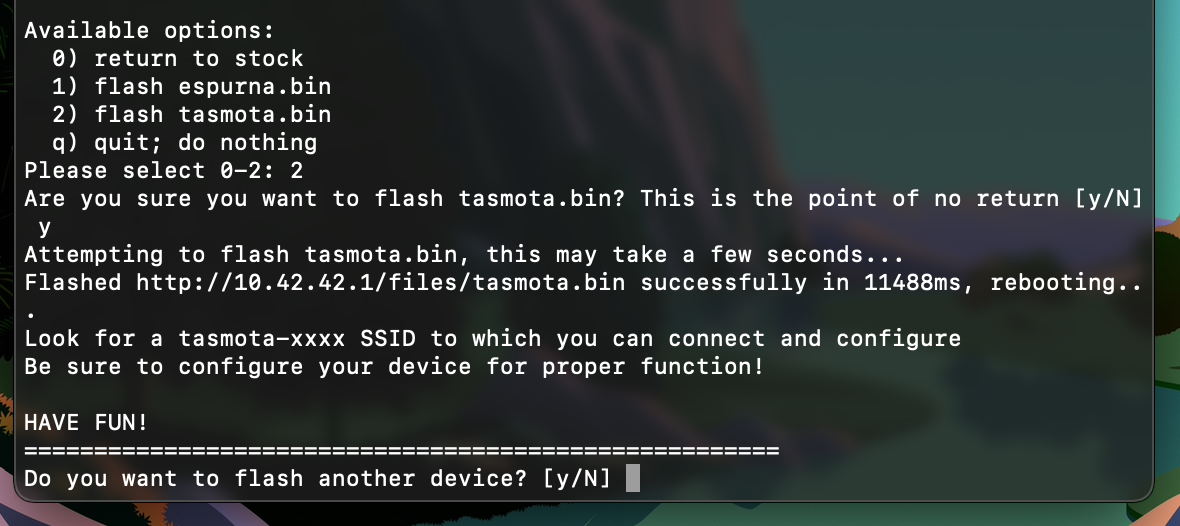 Available options:
  0) return to stock
  1) flash espurna.bin
  2) flash tasmota.bin
  q) quit; do nothing
Please select 0-2: 2
Are you sure you want to flash tasmota.bin? This is the point of no return [y/N]
 y
Attempting to flash tasmota.bin, this may take a few seconds...
Flashed http://10.42.42.1/files/tasmota.bin successfully in 11488ms, rebooting..
.
Look for a tasmota-xxxx SSID to which you can connect and configure
Be sure to configure your device for proper function!

HAVE FUN!
======================================================
Do you want to flash another device? [y/N]